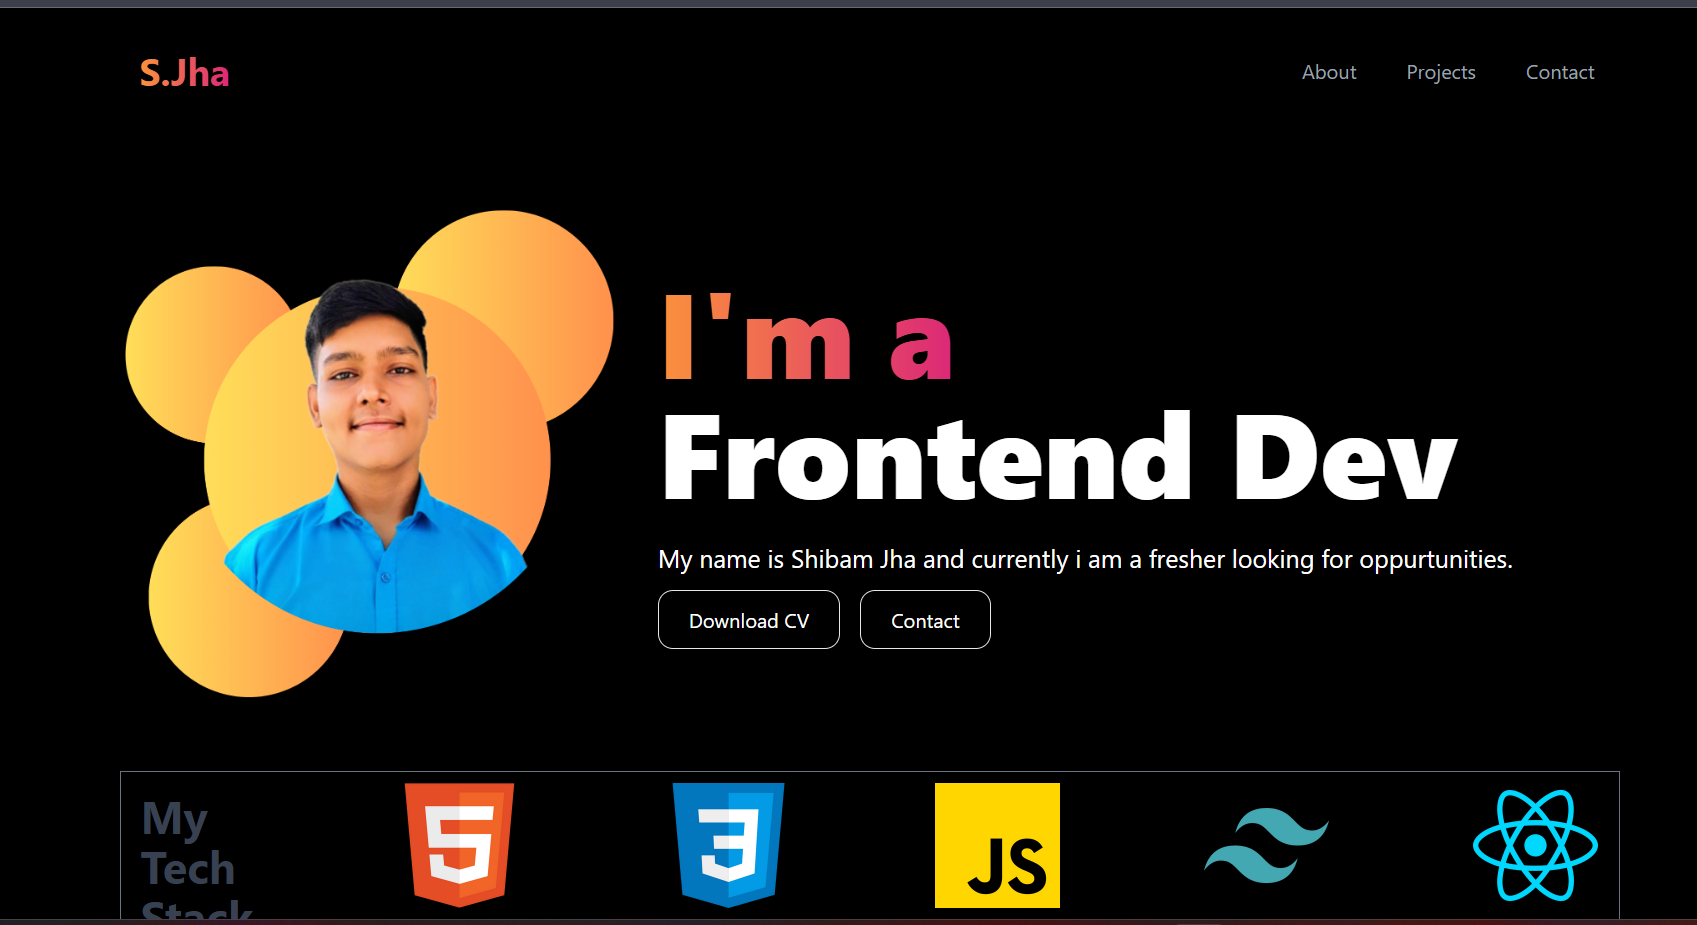 S.Jha
About Projects Contact
I'm a
Frontend Dev
My name is Shibam Jha and currently i am a fresher looking for oppurtunities.
Download CV Contact
My
Tech
Stack
5
3
JS